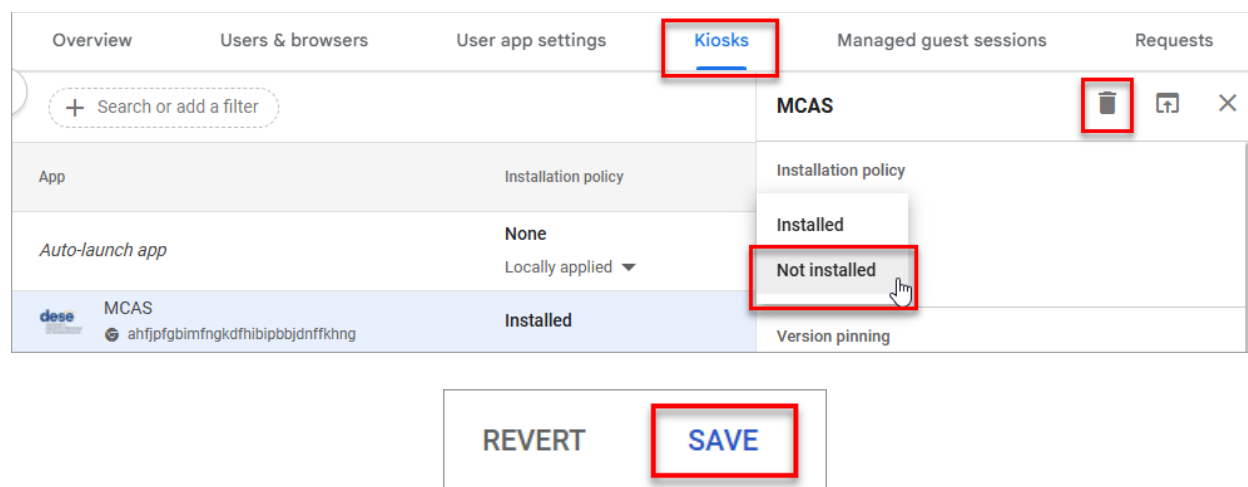 Overview Users & browsers User app settings Kiosks Managed guest sessions Requests
+ Search or add a filter
MCAS
App Installation policy
Installation policy
Auto-launch app
None
Locally applied
Installed
Not installed
dese
MCAS
ahfjpfgbimfngkdfhibipbbjdnffkhng
Installed
Version pinning
REVERT SAVE